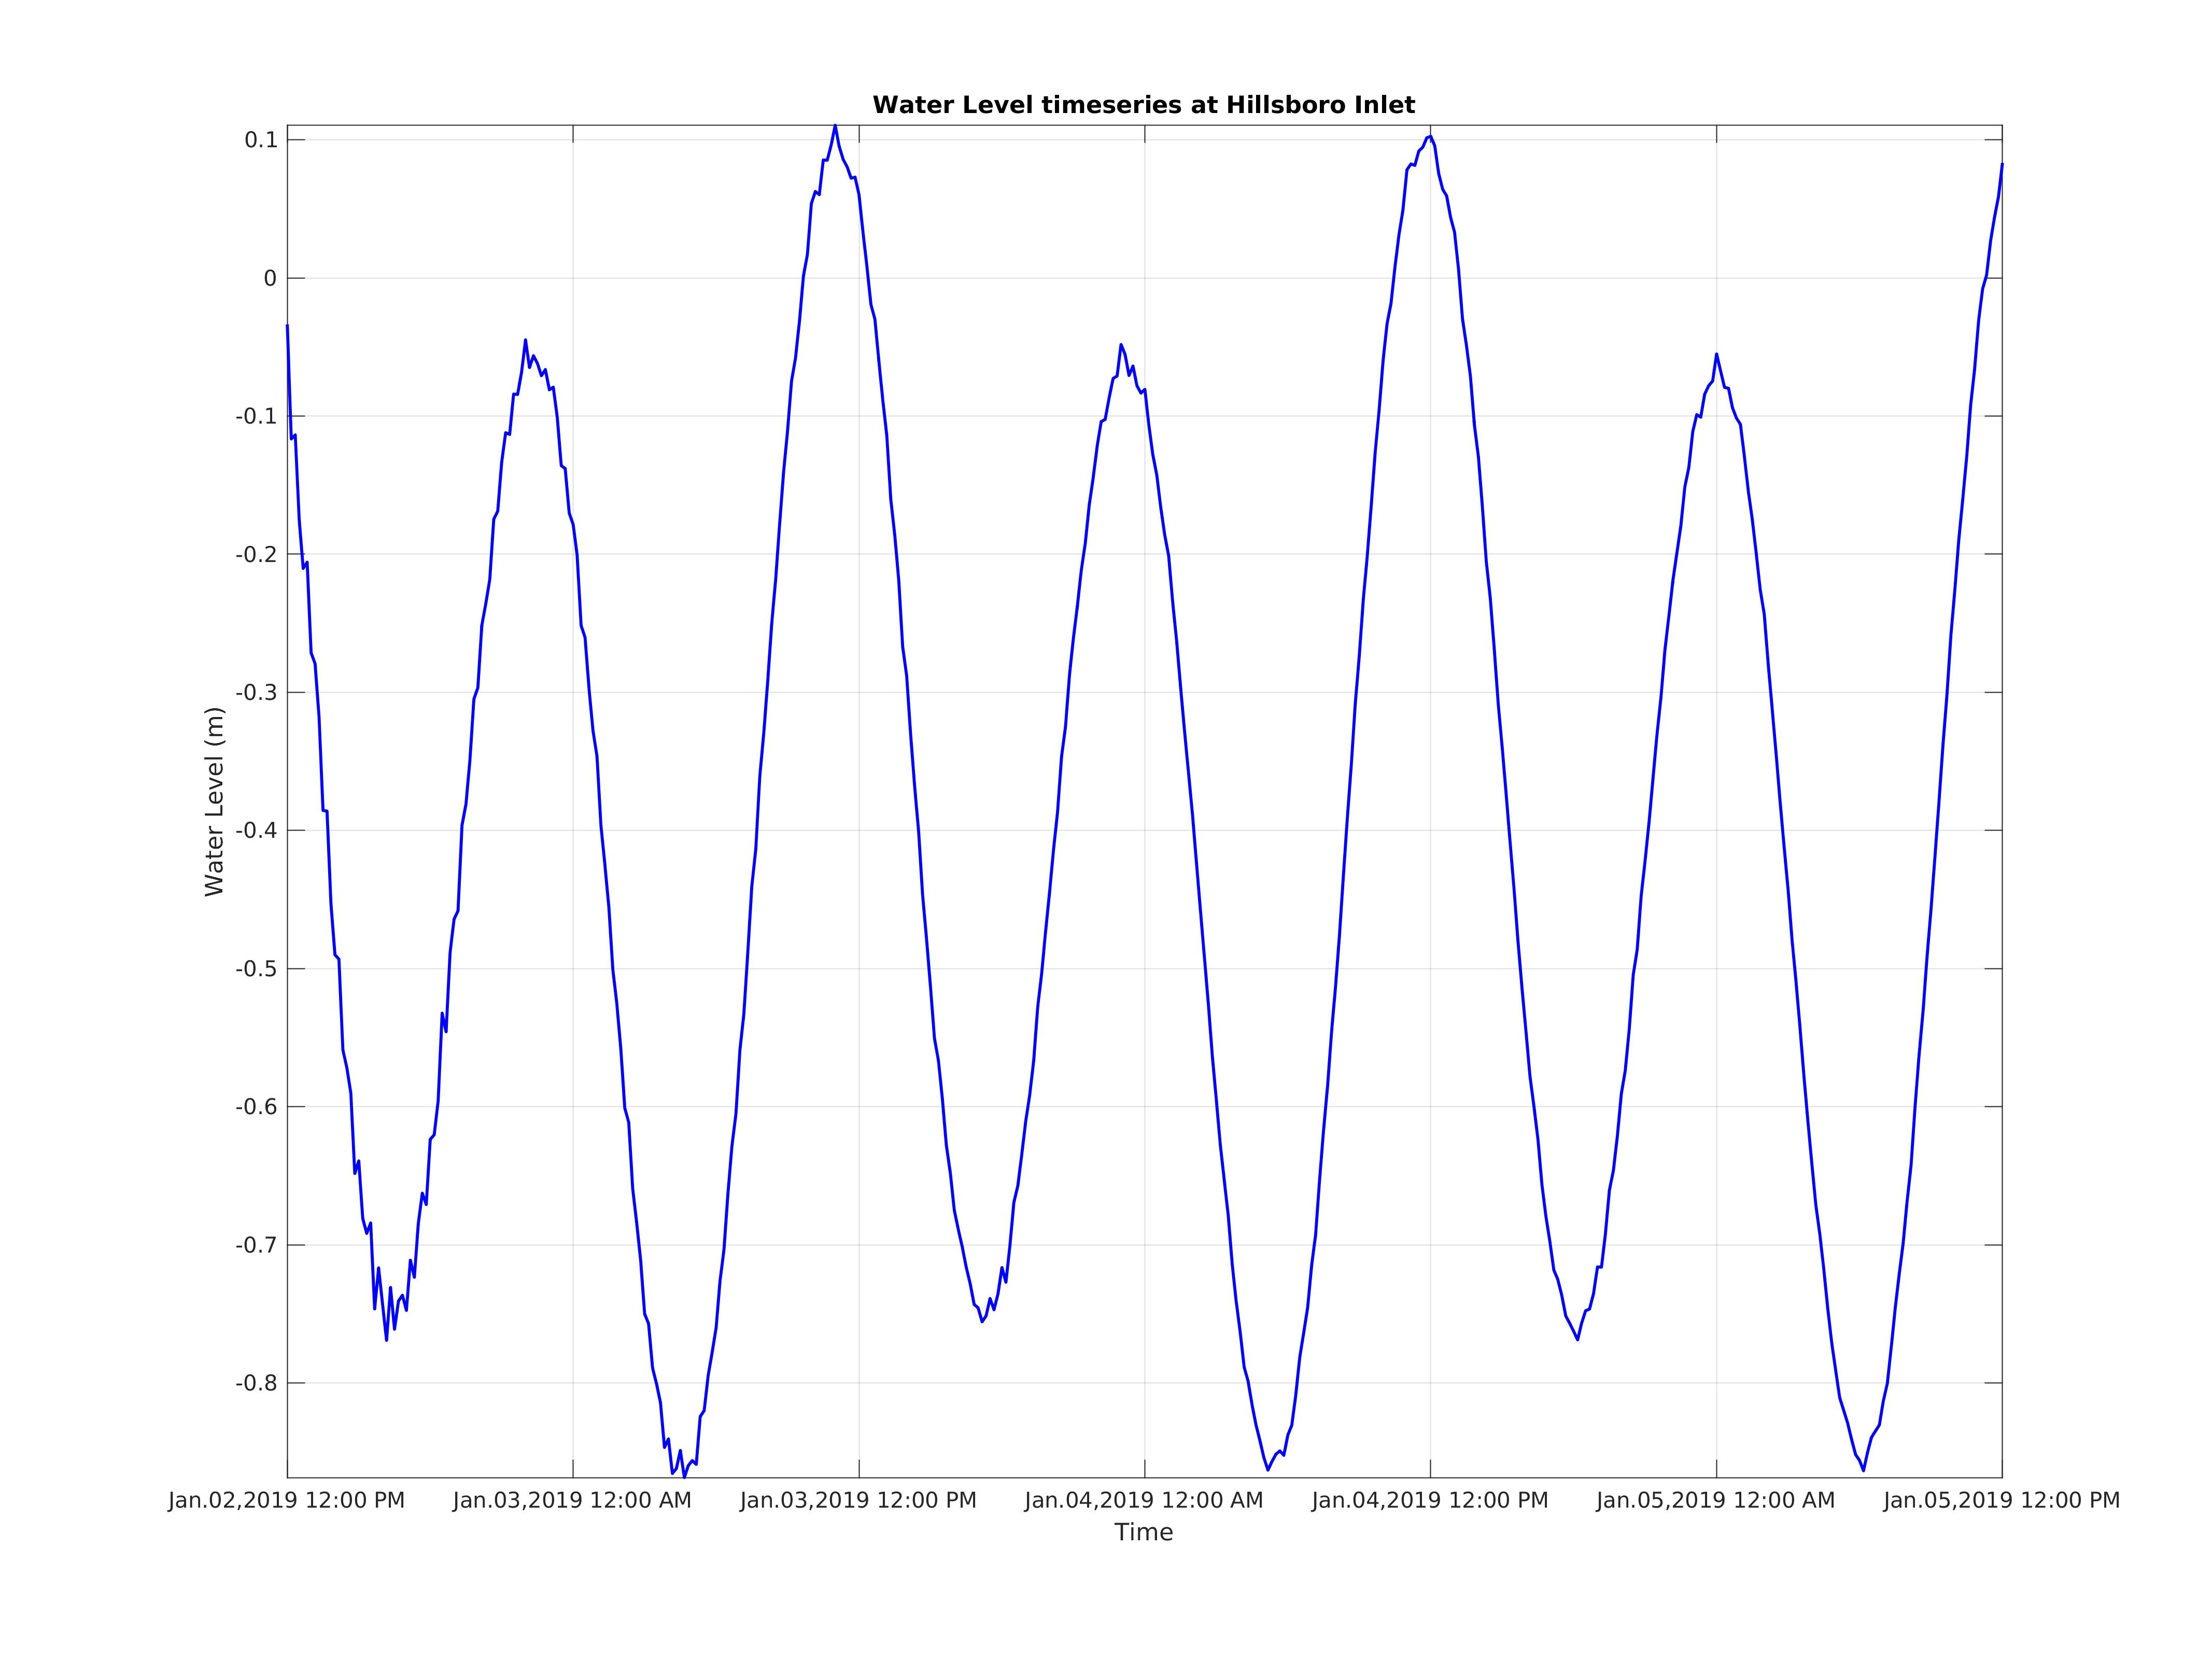 Water Level timeseries at Hillsboro Inlet
0.1
0
-0.1
-0.2
-0.3
-0.4
-0.5
-0.6
-0.7
-0.8
Water Level (m)
Jan.02,2019 12:00 PM
Jan.03,2019 12:00 AM
Jan.03,2019 12:00 PM
Jan.04,2019 12:00 AM
Jan.04,2019 12:00 PM
Jan.05,2019 12:00 AM
Jan.05,2019 12:00 PM
Time